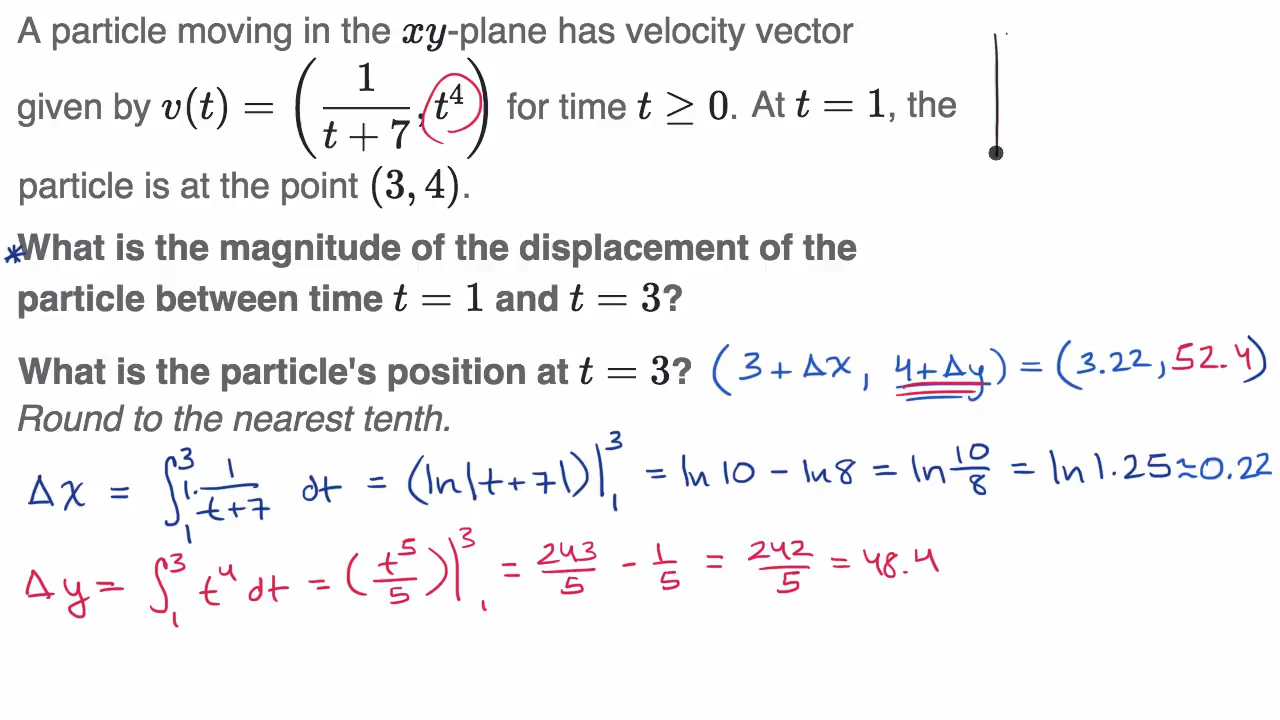 A particle moving in the xy-plane has velocity vector
given by v(t) = (1/(t + 7), t⁴) for time t ≥ 0. At t = 1, the
particle is at the point (3, 4).
*What is the magnitude of the displacement of the
particle between time t = 1 and t = 3?
What is the particle's position at t = 3? (3 + Δx, 4 + Δy) = (3.22, 52.4)
Round to the nearest tenth.
Δx = ∫₁³ 1·1/(t+7) dt = (ln|t+7|)|₁³ = ln 10 − ln 8 = ln 10/8 = ln 1.25 ≈ 0.22
Δy = ∫₁³ t⁴ dt = (t⁵/5)|₁³ = 243/5 − 1/5 = 242/5 = 48.4